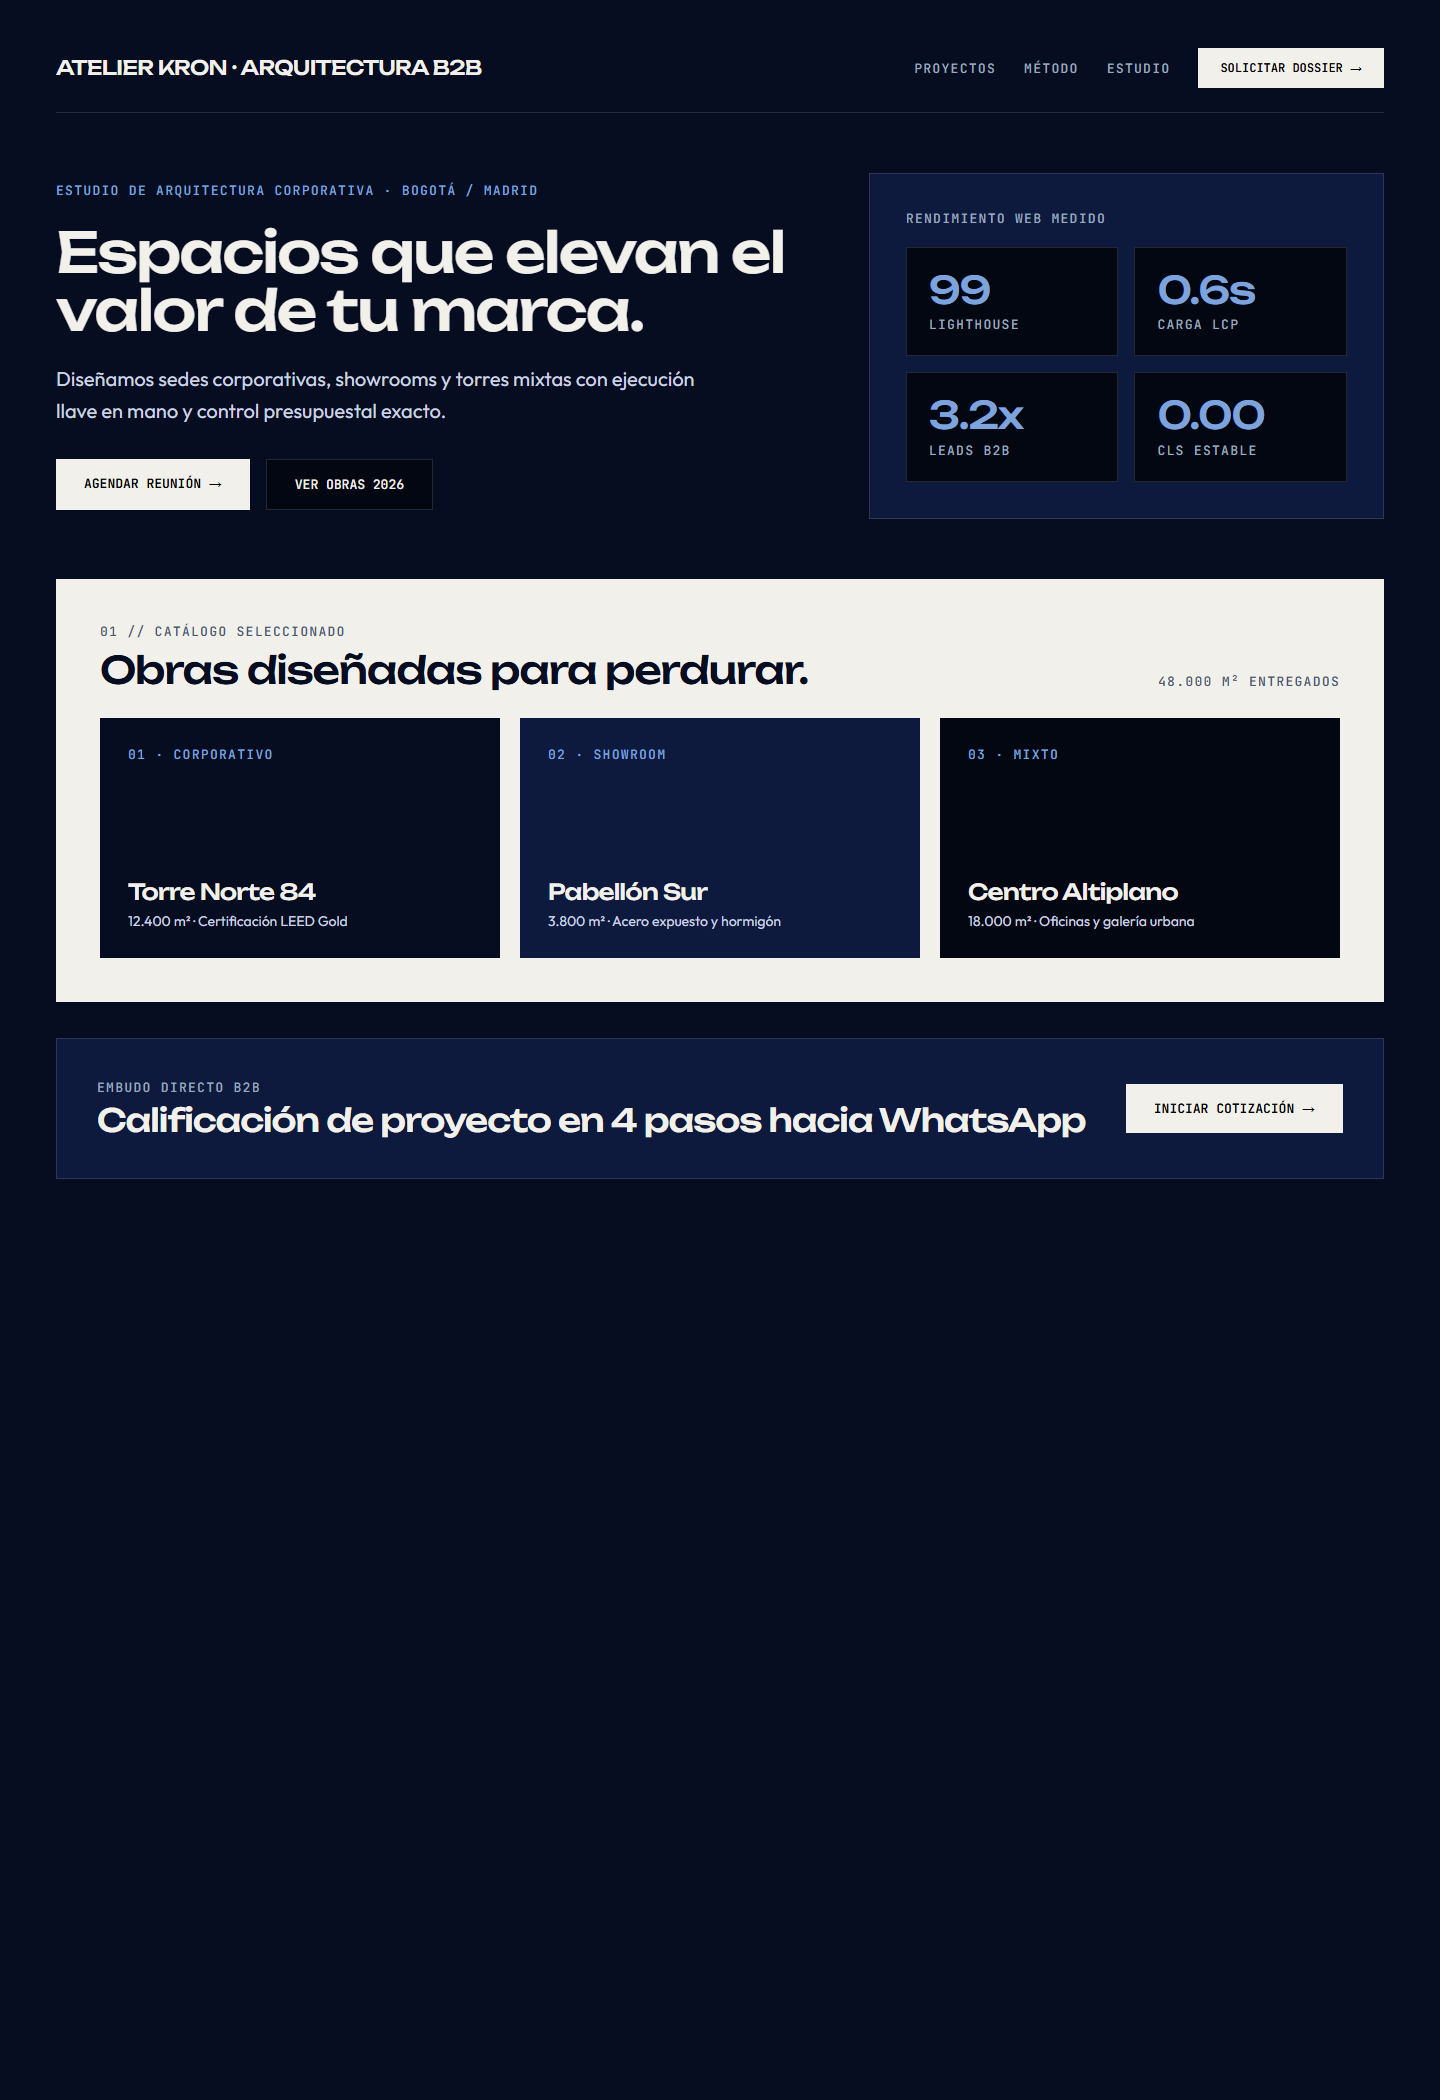 ATELIER KRON · ARQUITECTURA B2B
PROYECTOS
MÉTODO
ESTUDIO
SOLICITAR DOSSIER →
ESTUDIO DE ARQUITECTURA CORPORATIVA · BOGOTÁ / MADRID
Espacios que elevan el
valor de tu marca.
Diseñamos sedes corporativas, showrooms y torres mixtas con ejecución
llave en mano y control presupuestal exacto.
AGENDAR REUNIÓN →
VER OBRAS 2026
RENDIMIENTO WEB MEDIDO
99
LIGHTHOUSE
0.6s
CARGA LCP
3.2x
LEADS B2B
0.00
CLS ESTABLE
01 // CATÁLOGO SELECCIONADO
Obras diseñadas para perdurar.
48.000 M² ENTREGADOS
01 · CORPORATIVO
Torre Norte 84
12.400 m² · Certificación LEED Gold
02 · SHOWROOM
Pabellón Sur
3.800 m² · Acero expuesto y hormigón
03 · MIXTO
Centro Altiplano
18.000 m² · Oficinas y galería urbana
EMBUDO DIRECTO B2B
Calificación de proyecto en 4 pasos hacia WhatsApp
INICIAR COTIZACIÓN →